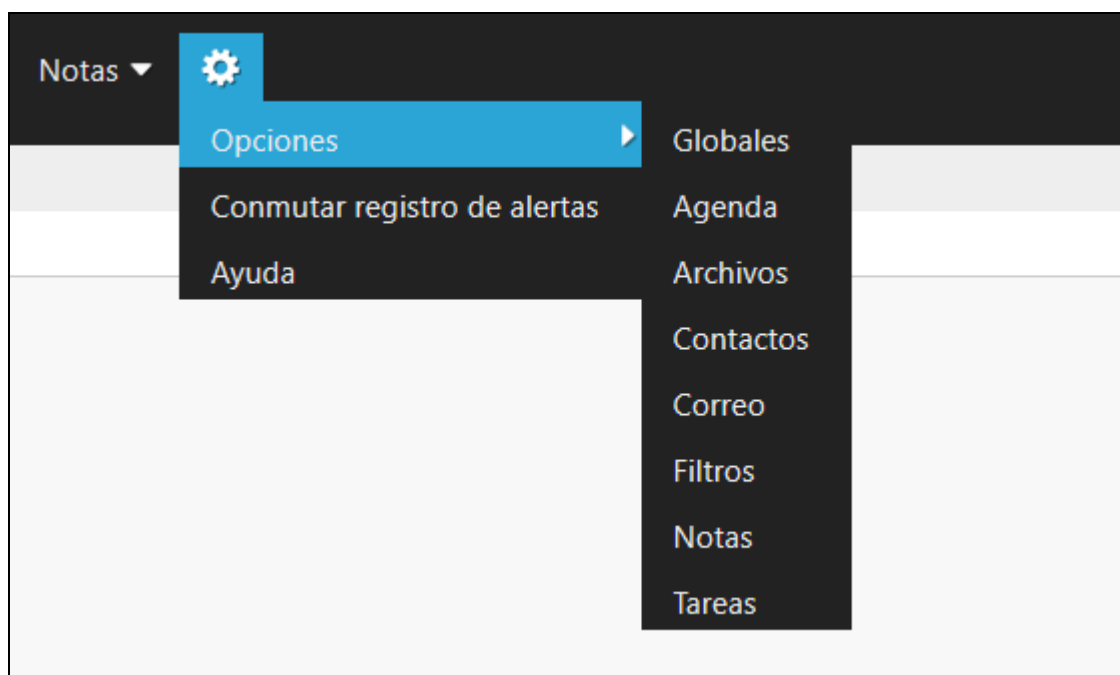 Notas
Opciones
Conmutar registro de alertas
Ayuda
Globales
Agenda
Archivos
Contactos
Correo
Filtros
Notas
Tareas